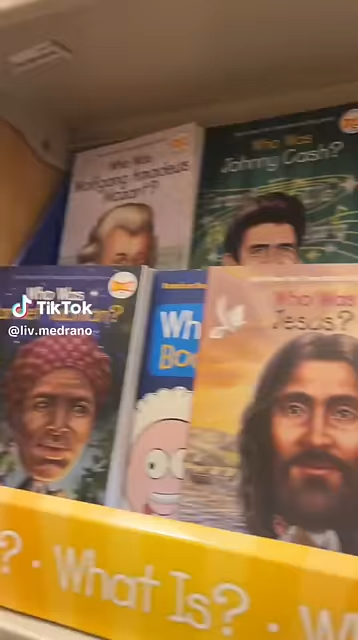 Who Was
Wolfgang Amadeus
Mozart?
Who Was
Johnny Cash?
TikTok
@liv.medrano
Who Was
Who Was
Jesus?
? · What Is? · W